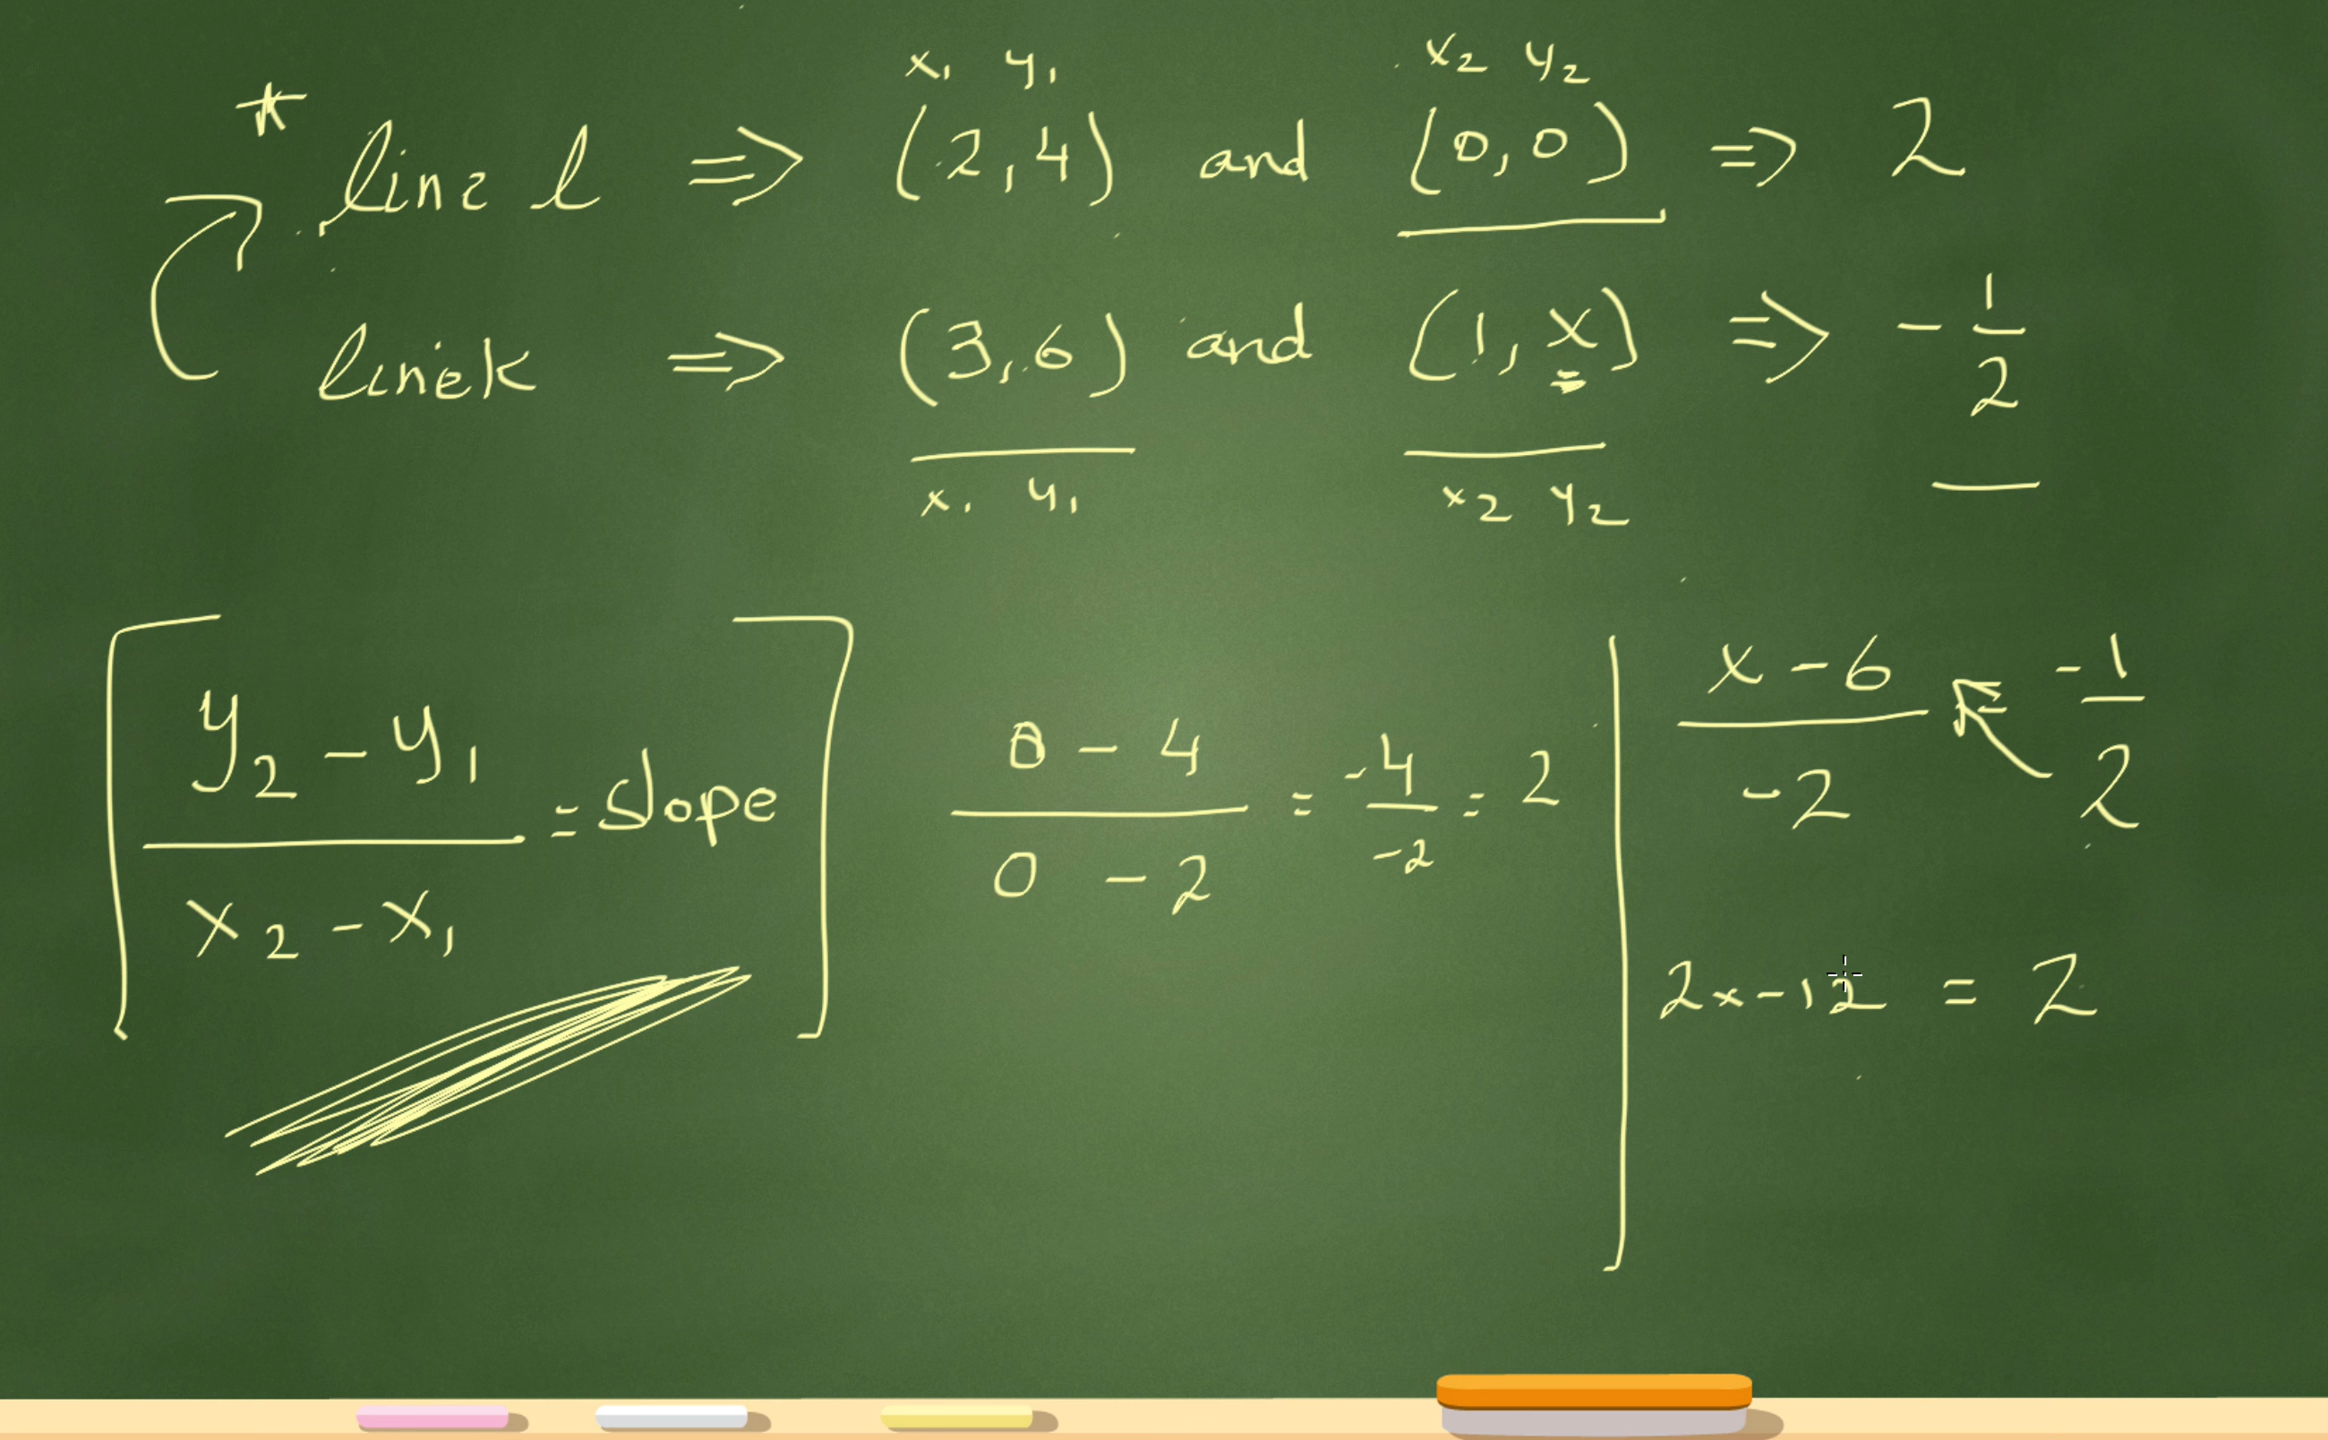 x₁ y₁ x₂ y₂
* line l ⇒ (2,4) and (0,0) ⇒ 2
line k ⇒ (3,6) and (1,x) ⇒ -1/2
x₁ y₁ x₂ y₂
y₂ - y₁ / x₂ - x₁ = slope
0 - 4 / 0 - 2 = -4 / -2 = 2
x - 6 / -2 = -1 / 2
2x - 12 = 2